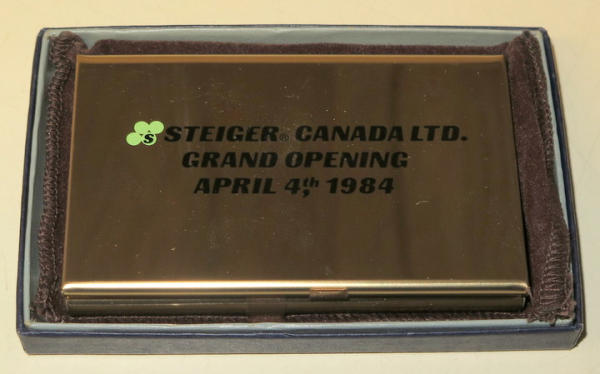 S STEIGER® CANADA LTD.
GRAND OPENING
APRIL 4th, 1984